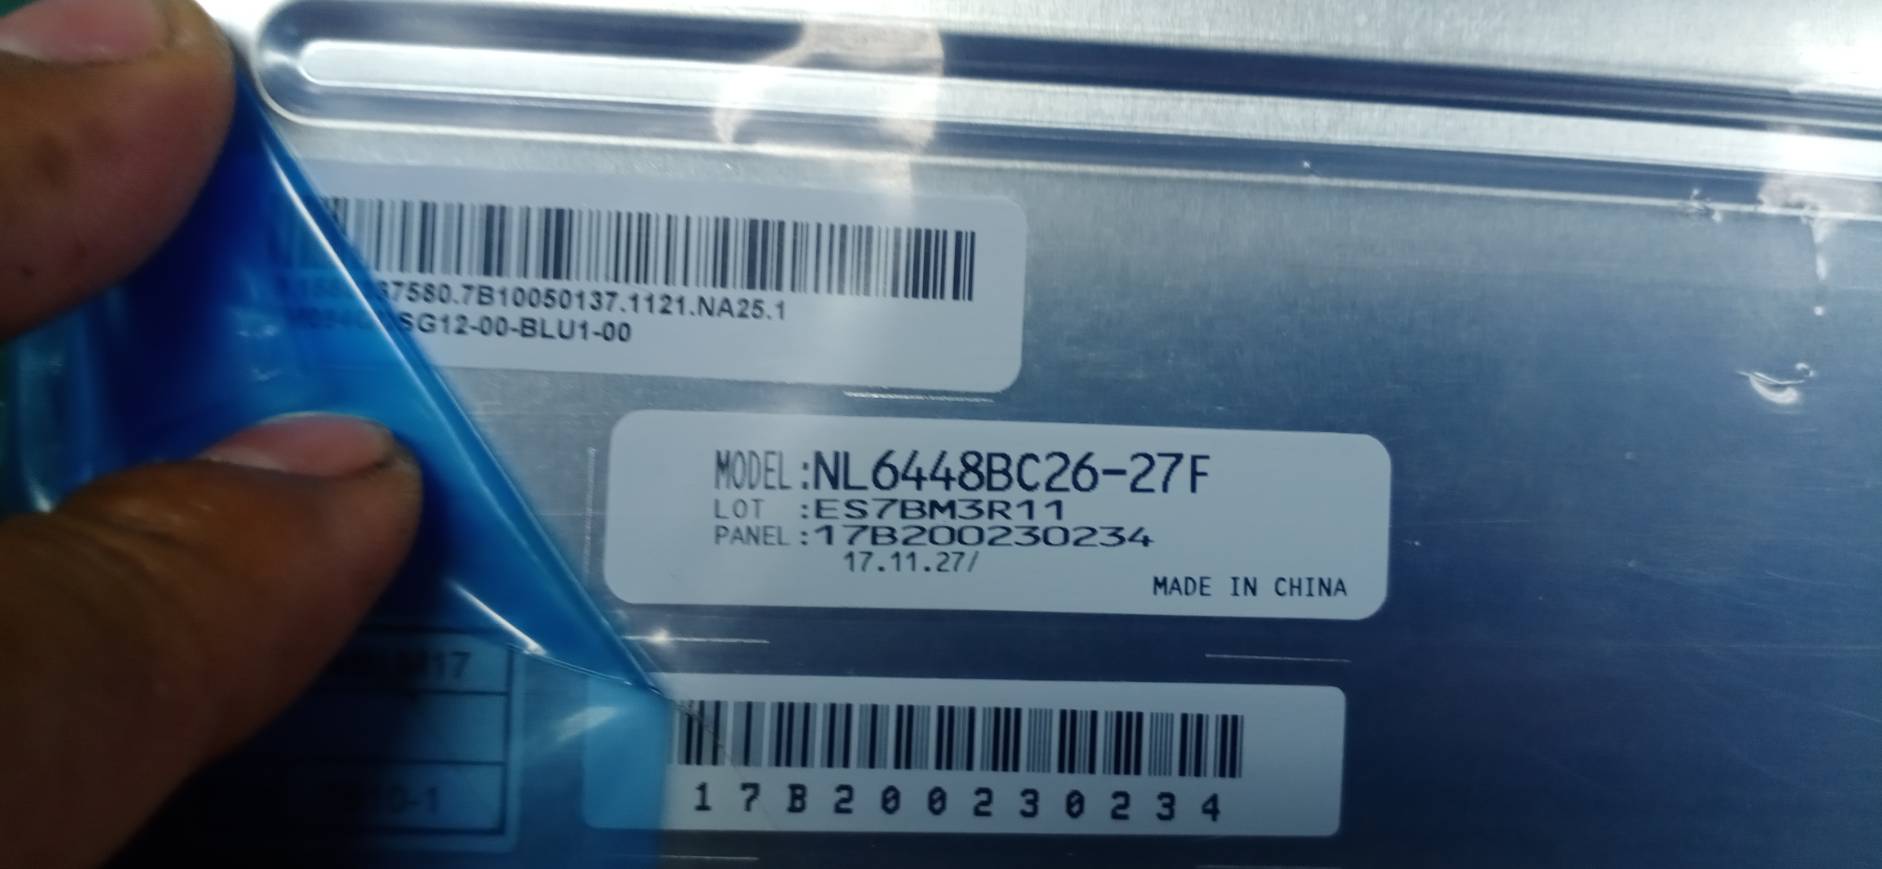 37580.7B10050137.1121.NA25.1
SG12-00-BLU1-00
MODEL:NL6448BC26-27F
LOT :ES7BM3R11
PANEL:17B200230234
17.11.27/
MADE IN CHINA
17B200230234